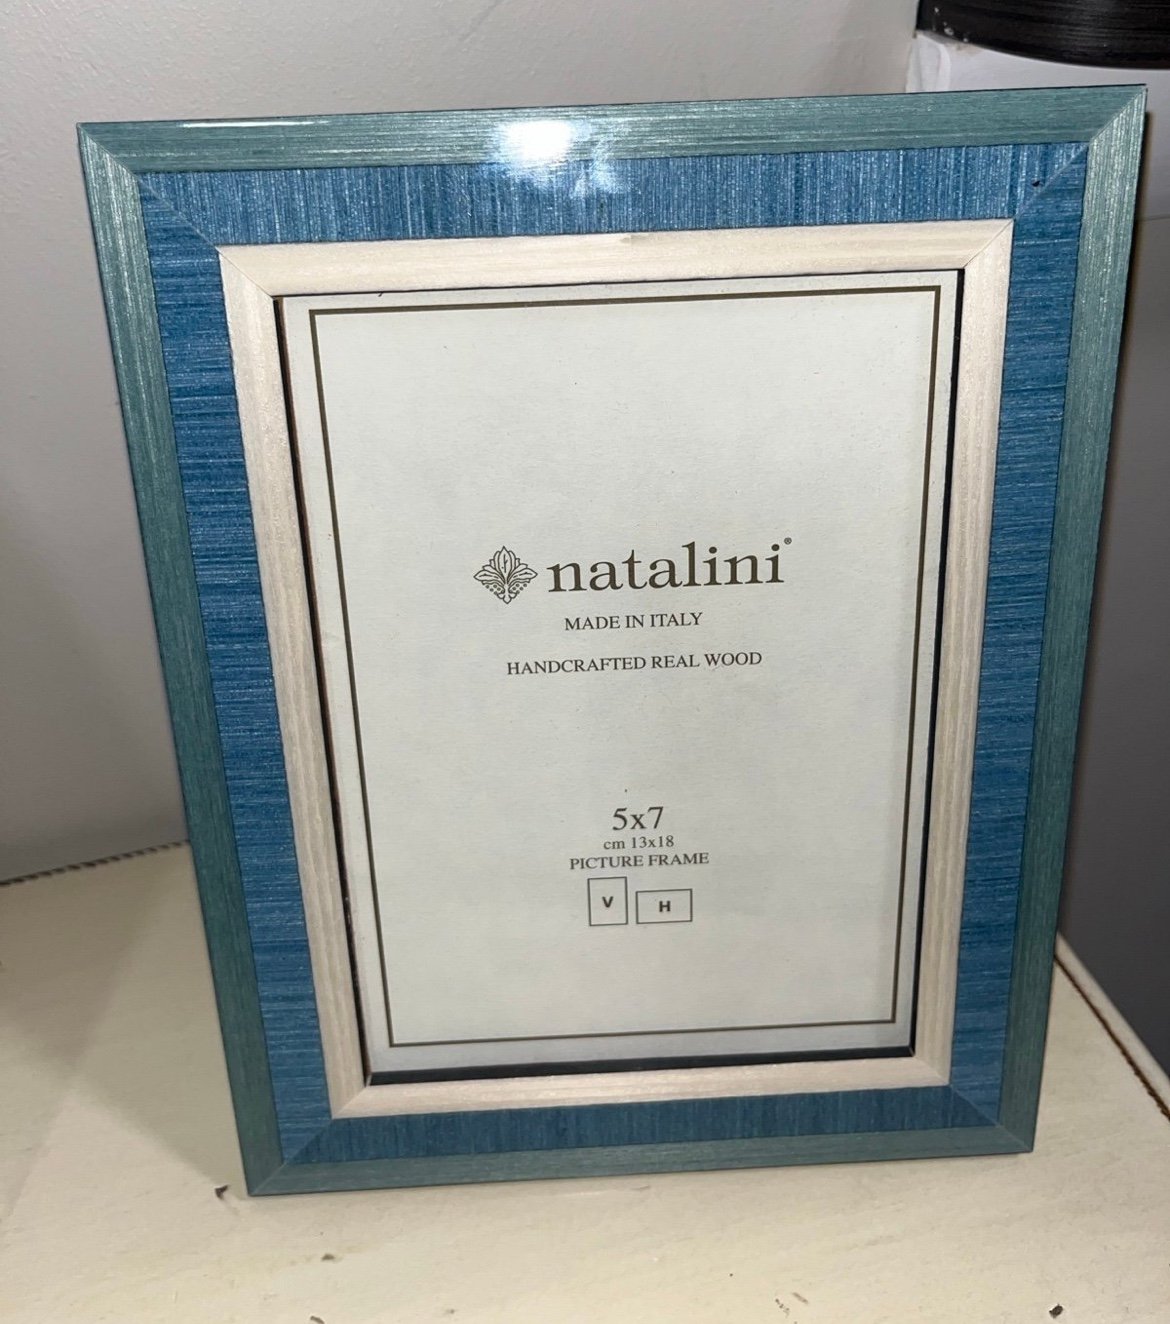 natalini®
MADE IN ITALY
HANDCRAFTED REAL WOOD
5x7
cm 13x18
PICTURE FRAME
V H